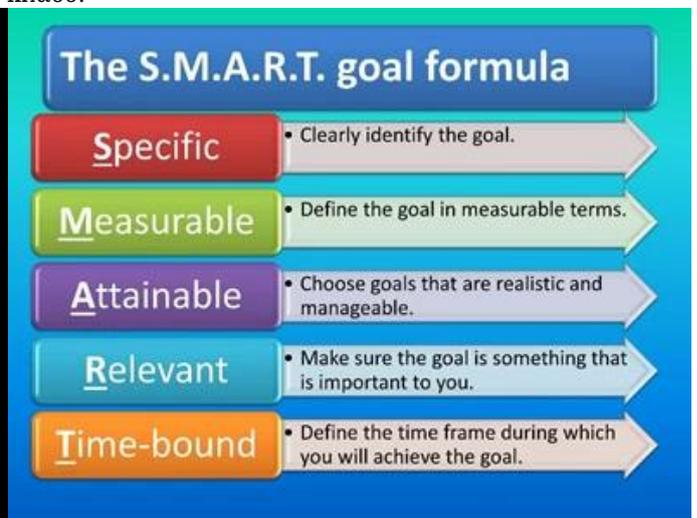 The S.M.A.R.T. goal formula
Specific
• Clearly identify the goal.
Measurable
• Define the goal in measurable terms.
Attainable
• Choose goals that are realistic and
manageable.
Relevant
• Make sure the goal is something that
is important to you.
Time-bound
• Define the time frame during which
you will achieve the goal.